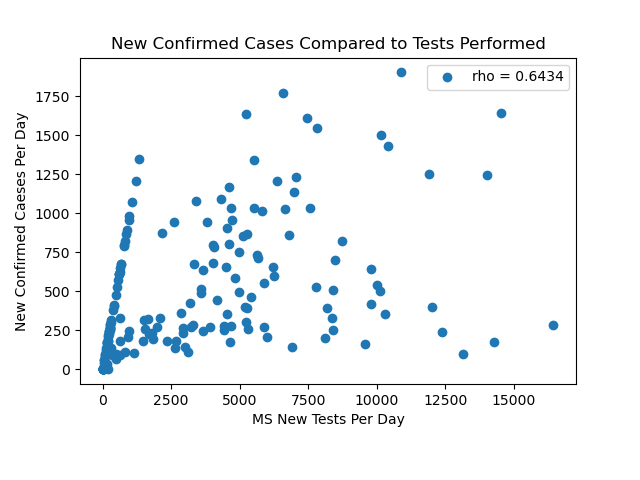 New Confirmed Cases Compared to Tests Performed
rho = 0.6434
New Confirmed Caeses Per Day
1750
1500
1250
1000
750
500
250
0
0 2500 5000 7500 10000 12500 15000
MS New Tests Per Day